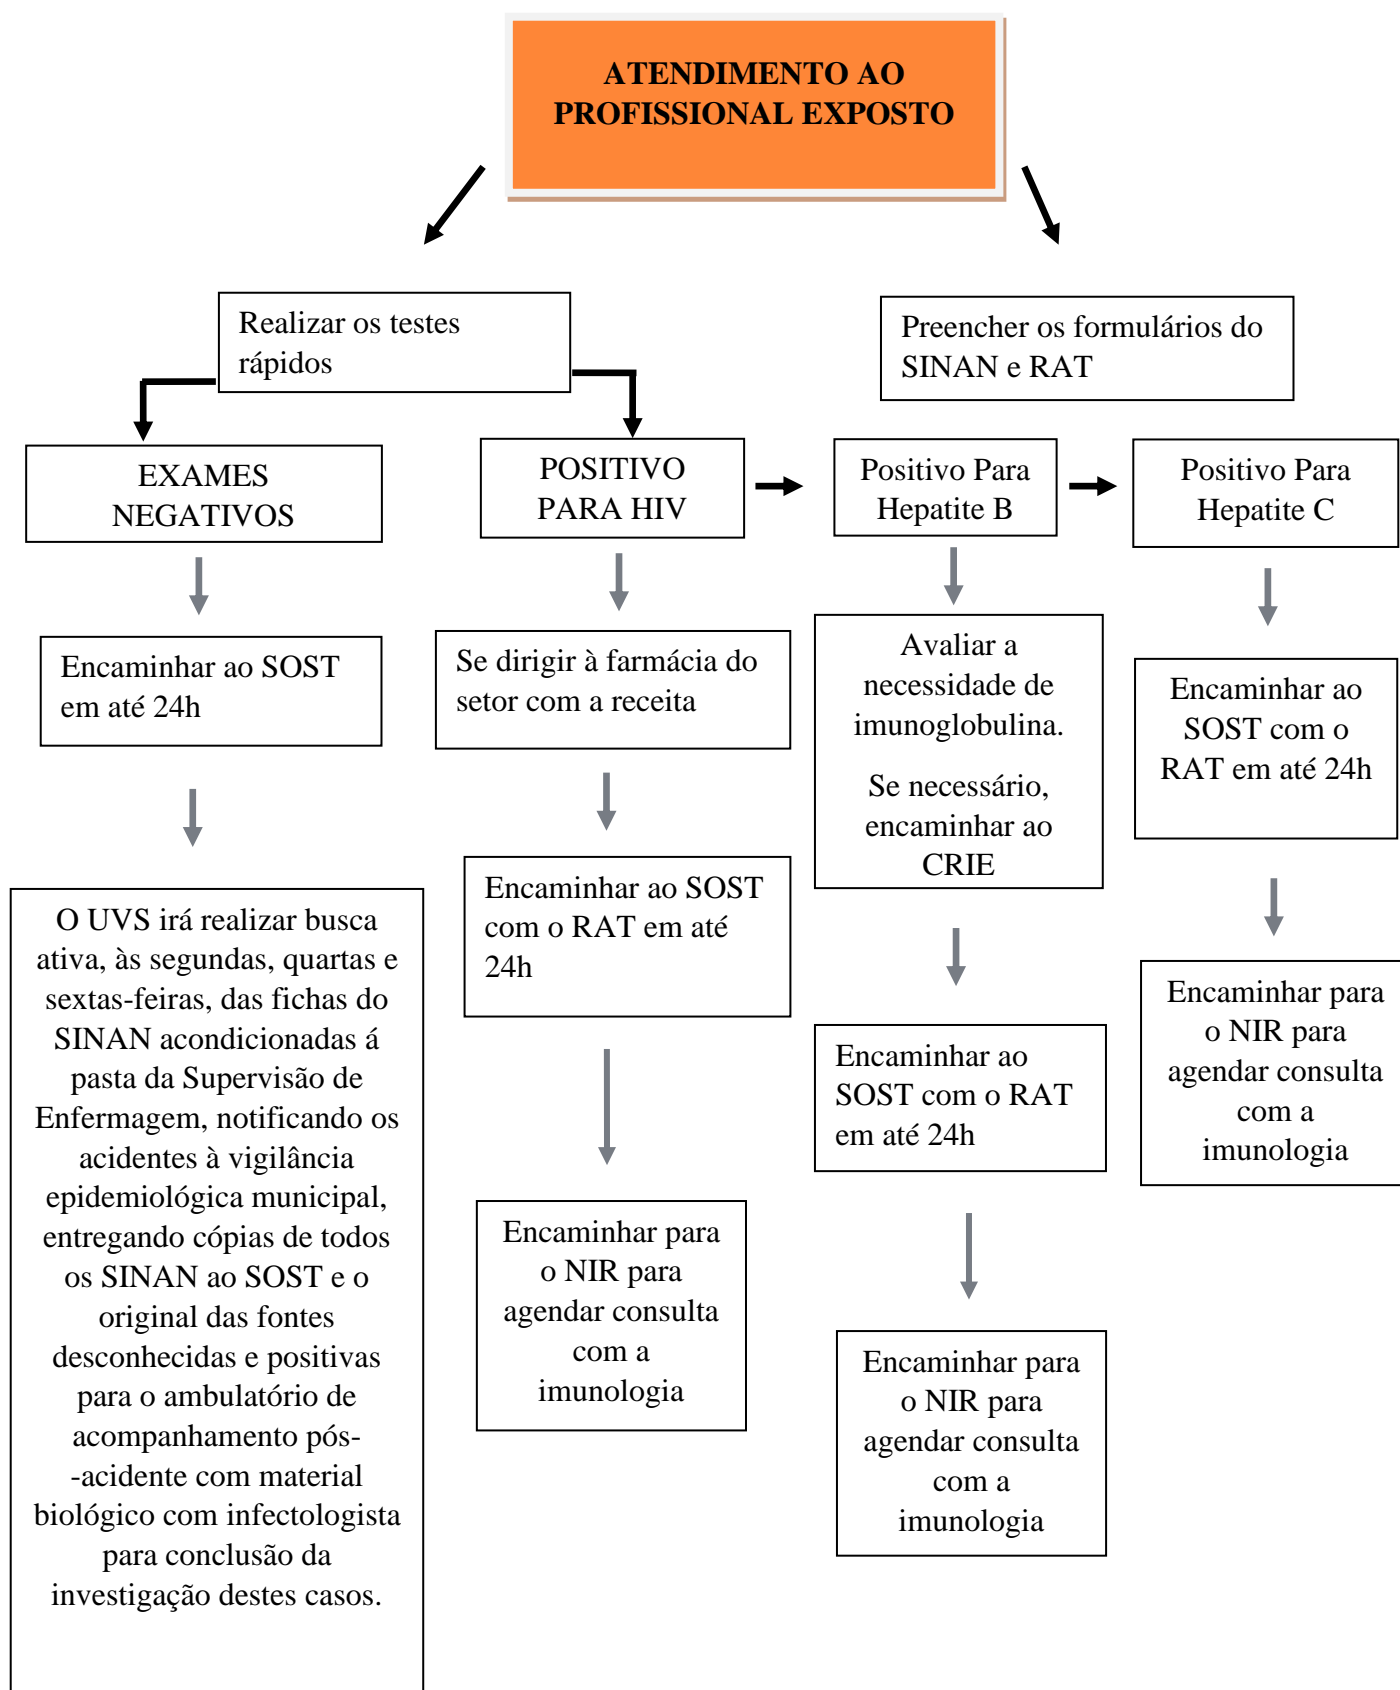 ATENDIMENTO AO
PROFISSIONAL EXPOSTO
Realizar os testes
rápidos
Preencher os formulários do
SINAN e RAT
EXAMES
NEGATIVOS
POSITIVO
PARA HIV
Positivo Para
Hepatite B
Positivo Para
Hepatite C
Encaminhar ao SOST
em até 24h
Se dirigir à farmácia do
setor com a receita
Avaliar a
necessidade de
imunoglobulina.
Se necessário,
encaminhar ao
CRIE
Encaminhar ao
SOST com o
RAT em até 24h
O UVS irá realizar busca
ativa, às segundas, quartas e
sextas-feiras, das fichas do
SINAN acondicionadas á
pasta da Supervisão de
Enfermagem, notificando os
acidentes à vigilância
epidemiológica municipal,
entregando cópias de todos
os SINAN ao SOST e o
original das fontes
desconhecidas e positivas
para o ambulatório de
acompanhamento pós-
-acidente com material
biológico com infectologista
para conclusão da
investigação destes casos.
Encaminhar ao SOST
com o RAT em até
24h
Encaminhar ao
SOST com o RAT
em até 24h
Encaminhar para
o NIR para
agendar consulta
com a
imunologia
Encaminhar para
o NIR para
agendar consulta
com a
imunologia
Encaminhar para
o NIR para
agendar consulta
com a
imunologia